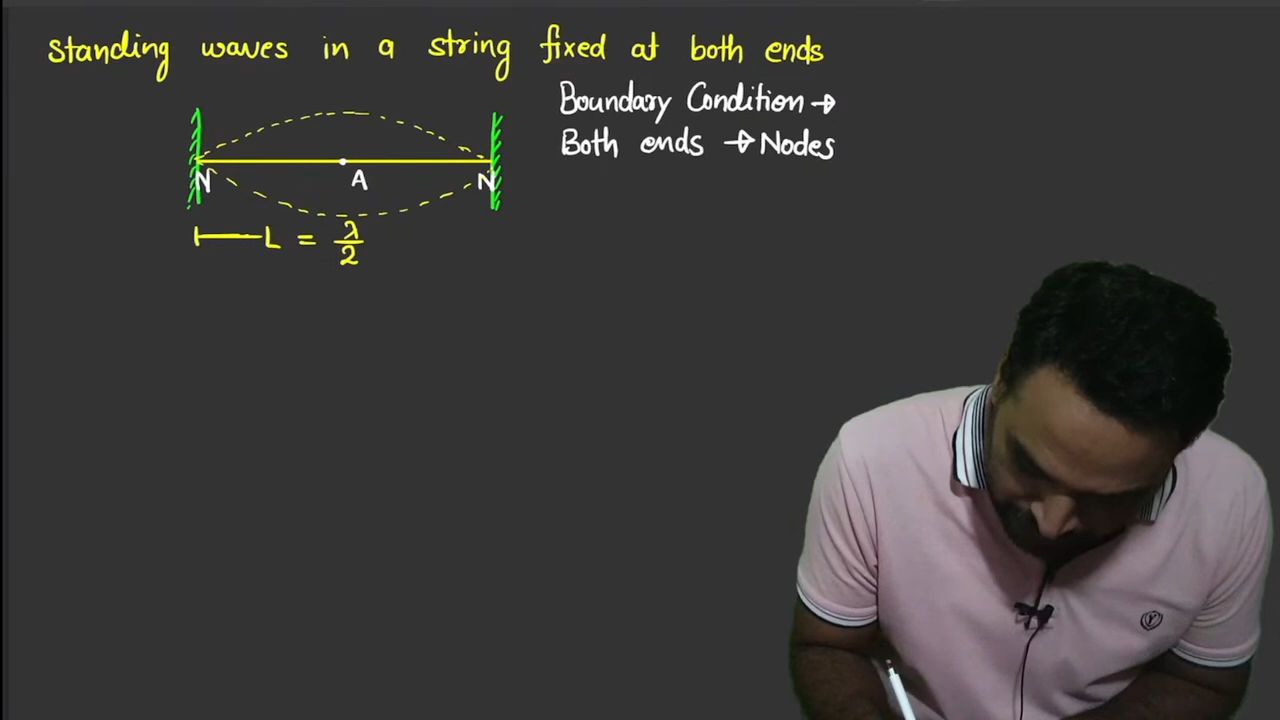 standing waves in a string fixed at both ends
Boundary Condition →
Both ends → Nodes
N A N
L = λ/2